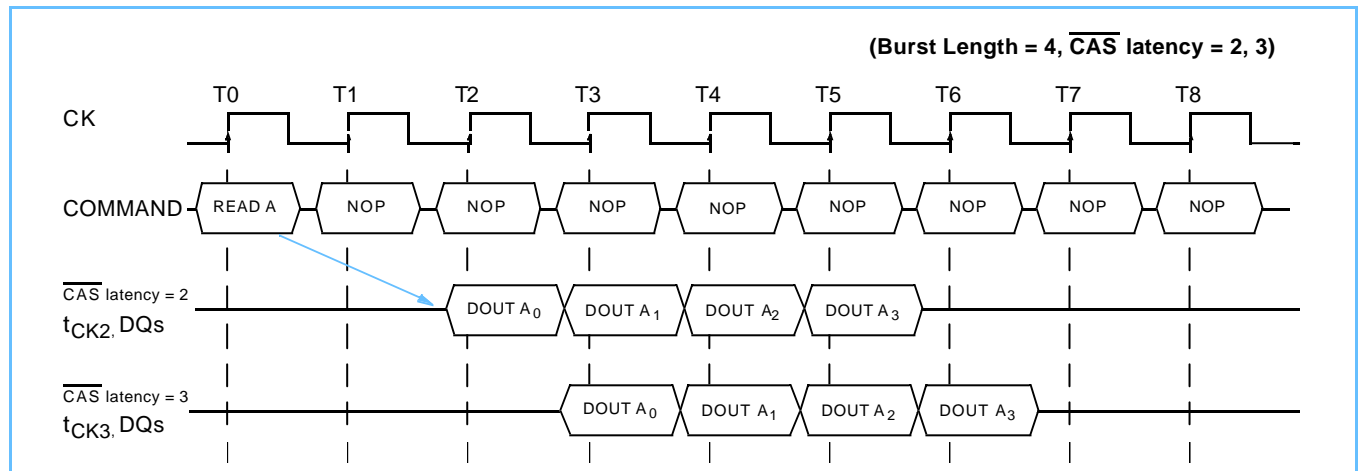 (Burst Length = 4, CAS latency = 2, 3)
T0 T1 T2 T3 T4 T5 T6 T7 T8
CK
COMMAND READ A NOP NOP NOP NOP NOP NOP NOP NOP
CAS latency = 2
tCK2, DQs DOUT A0 DOUT A1 DOUT A2 DOUT A3
CAS latency = 3
tCK3, DQs DOUT A0 DOUT A1 DOUT A2 DOUT A3